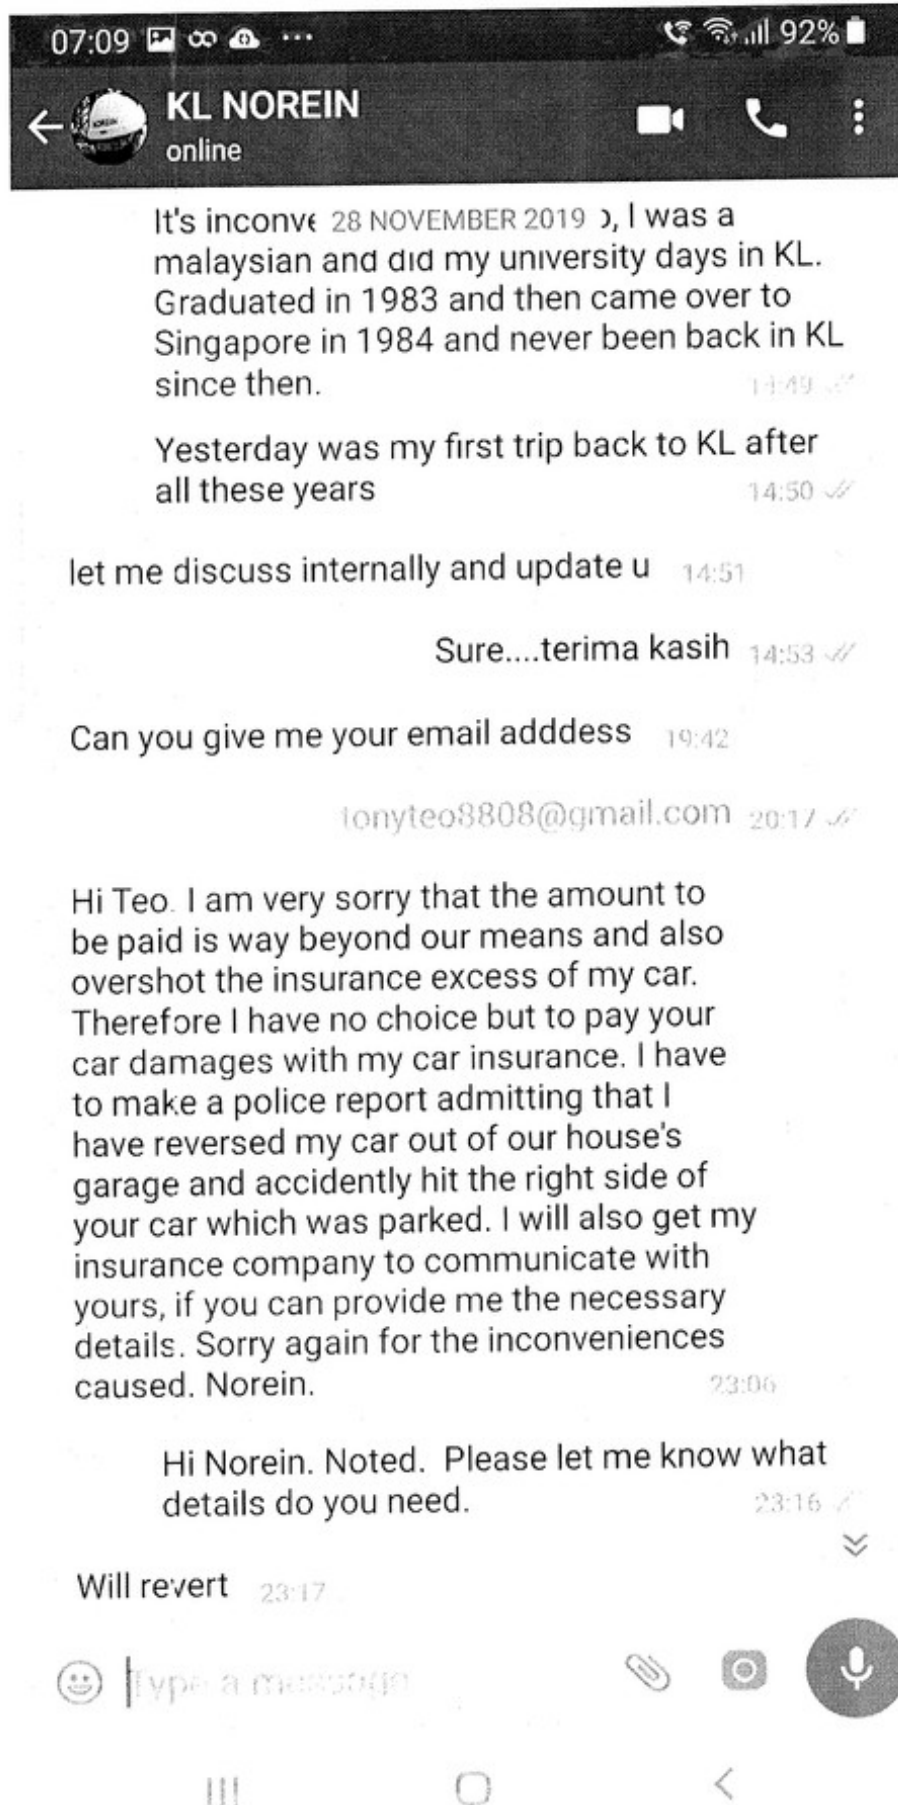 07:09 92%
KL NOREIN
online
28 NOVEMBER 2019
It's inconve ), I was a
malaysian and did my university days in KL.
Graduated in 1983 and then came over to
Singapore in 1984 and never been back in KL
since then. 14:49
Yesterday was my first trip back to KL after
all these years 14:50
let me discuss internally and update u 14:51
Sure....terima kasih 14:53
Can you give me your email adddess 19:42
tonyteo8808@gmail.com 20:17
Hi Teo. I am very sorry that the amount to
be paid is way beyond our means and also
overshot the insurance excess of my car.
Therefore I have no choice but to pay your
car damages with my car insurance. I have
to make a police report admitting that I
have reversed my car out of our house's
garage and accidently hit the right side of
your car which was parked. I will also get my
insurance company to communicate with
yours, if you can provide me the necessary
details. Sorry again for the inconveniences
caused. Norein. 23:06
Hi Norein. Noted. Please let me know what
details do you need. 23:16
Will revert 23:17
Type a message